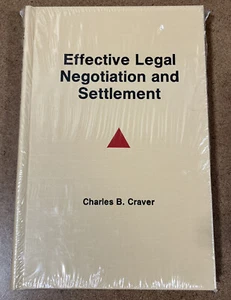 Effective Legal
Negotiation and
Settlement
Charles B. Craver